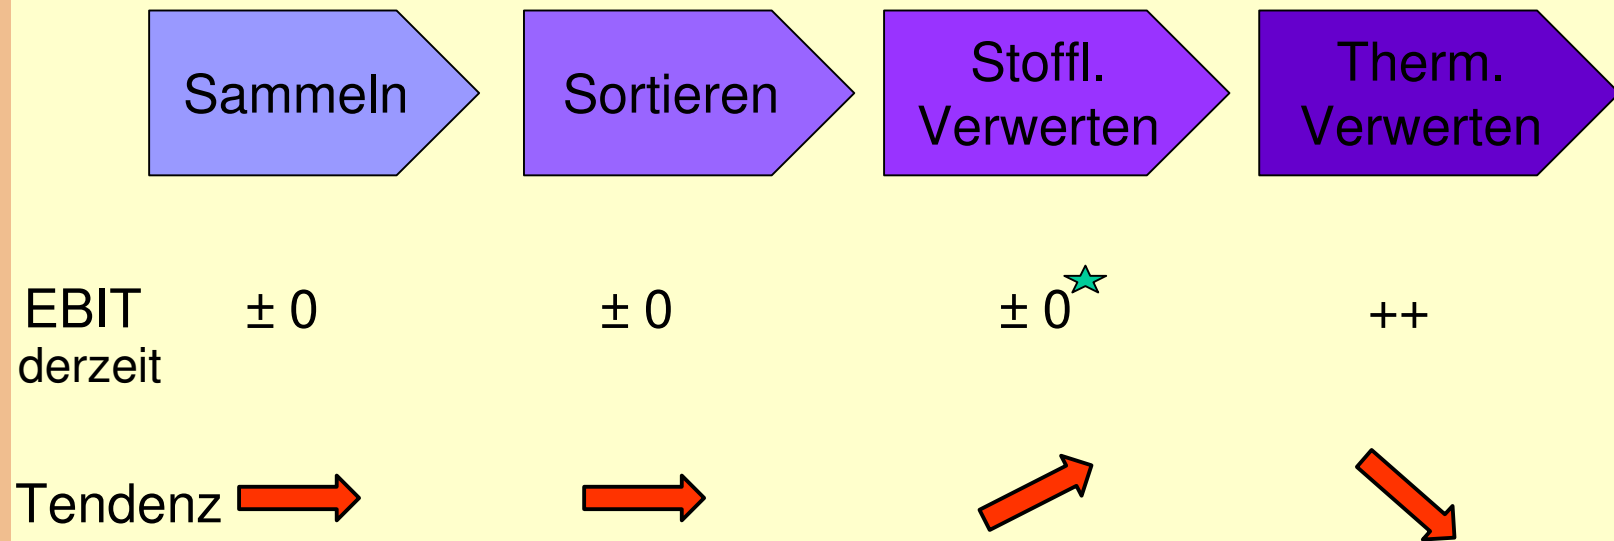 Sammeln
Sortieren
Stoffl.
Verwerten
Therm.
Verwerten
EBIT ± 0 ± 0 ± 0 ++
derzeit
Tendenz